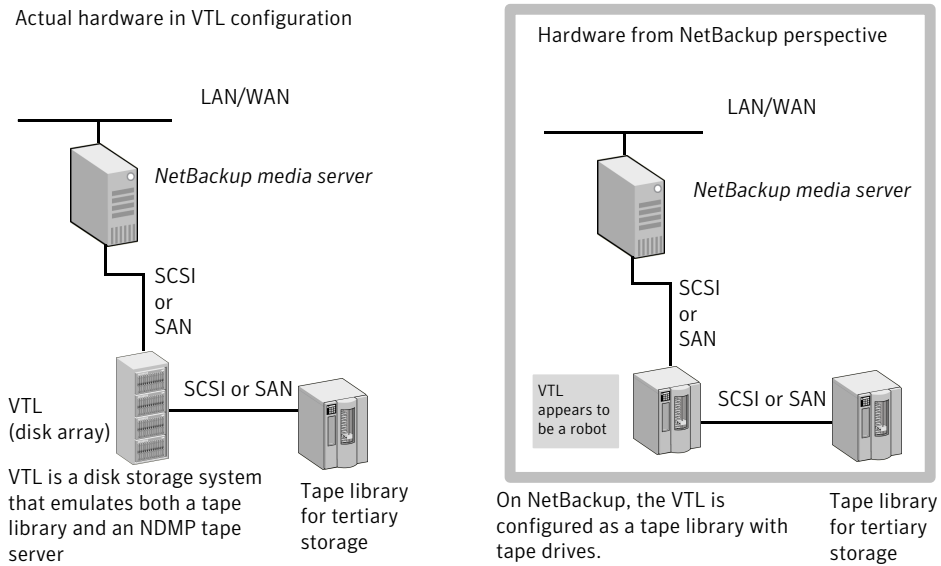 Actual hardware in VTL configuration
LAN/WAN
NetBackup media server
SCSI
or
SAN
SCSI or SAN
VTL
(disk array)
VTL is a disk storage system
that emulates both a tape
library and an NDMP tape
server
Tape library
for tertiary
storage
Hardware from NetBackup perspective
LAN/WAN
NetBackup media server
SCSI
or
SAN
VTL
appears to
be a robot
SCSI or SAN
On NetBackup, the VTL is
configured as a tape library with
tape drives.
Tape library
for tertiary
storage